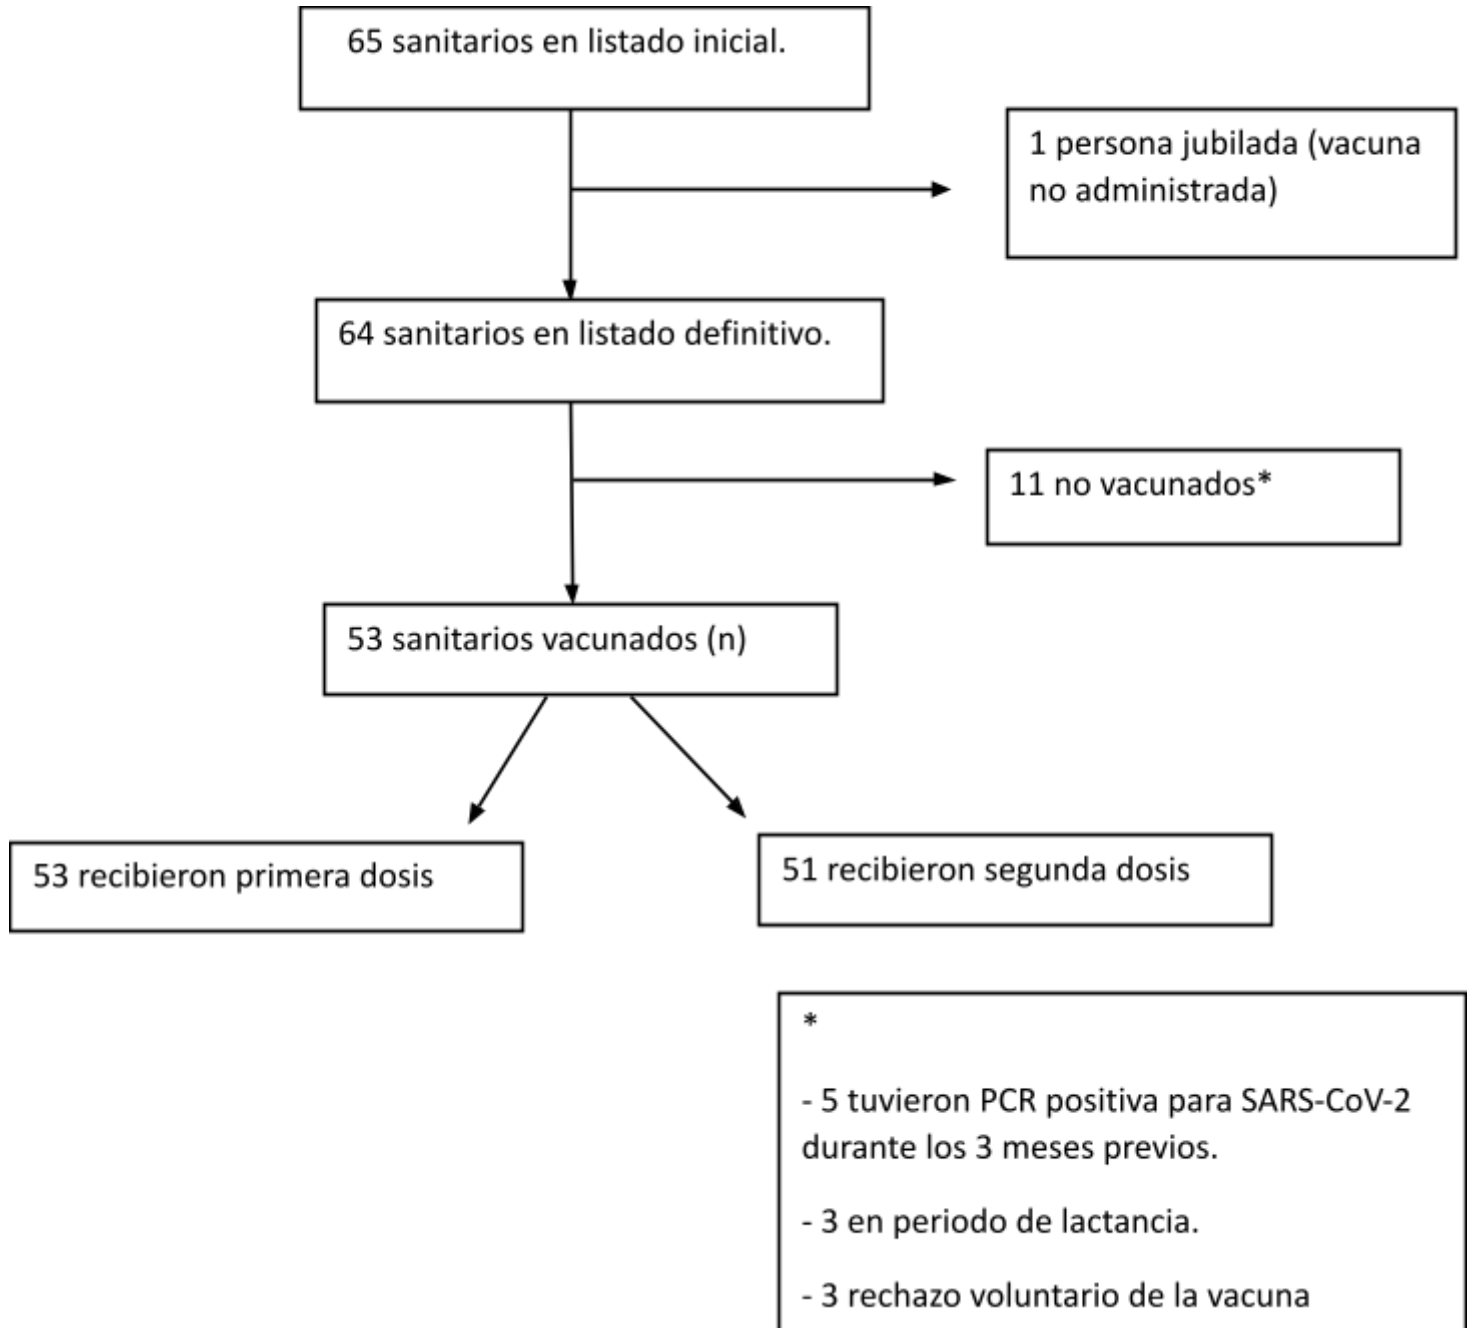 65 sanitarios en listado inicial.
1 persona jubilada (vacuna
no administrada)
64 sanitarios en listado definitivo.
11 no vacunados*
53 sanitarios vacunados (n)
53 recibieron primera dosis
51 recibieron segunda dosis
*
- 5 tuvieron PCR positiva para SARS-CoV-2
durante los 3 meses previos.
- 3 en periodo de lactancia.
- 3 rechazo voluntario de la vacuna